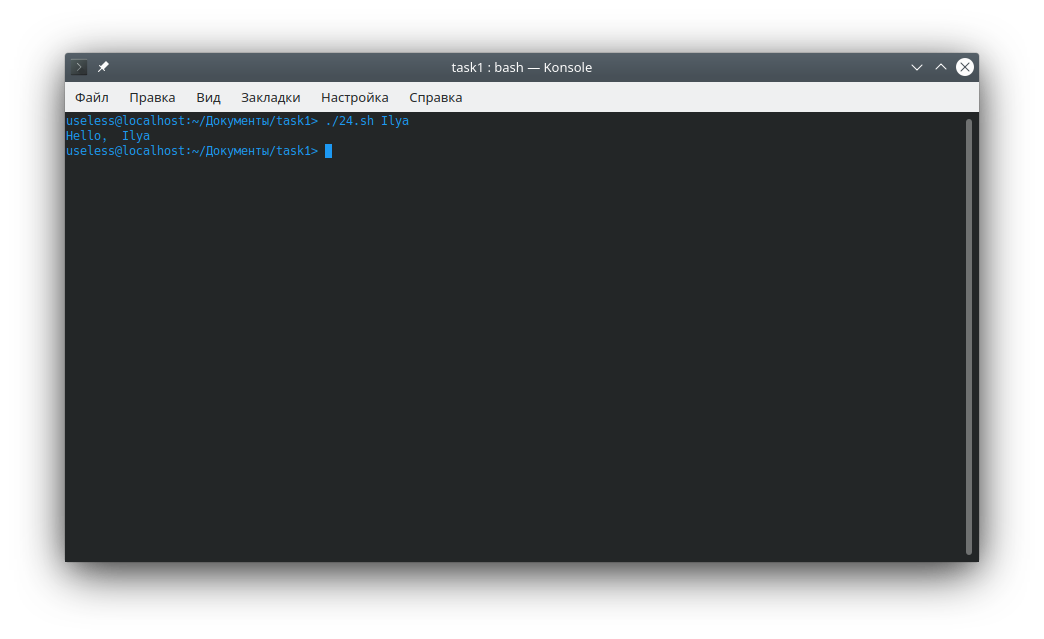 task1 : bash — Konsole
Файл Правка Вид Закладки Настройка Справка
useless@localhost:~/Документы/task1> ./24.sh Ilya
Hello,  Ilya
useless@localhost:~/Документы/task1>